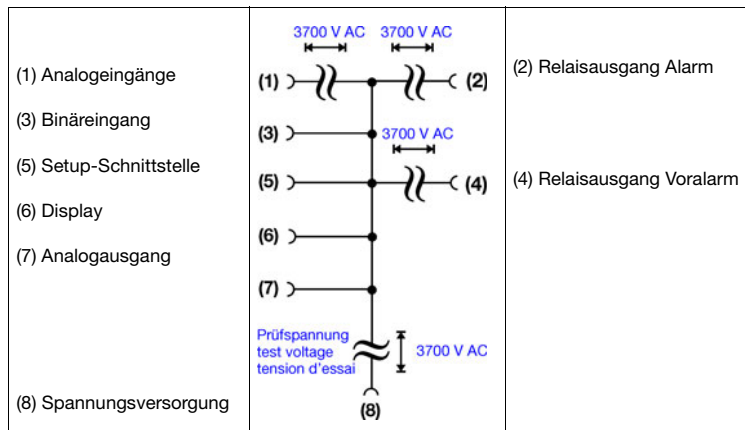 (1) Analogeingänge
(3) Binäreingang
(5) Setup-Schnittstelle
(6) Display
(7) Analogausgang
(8) Spannungsversorgung
3700 V AC 3700 V AC
(1) (2)
(3) 3700 V AC
(5) (4)
(6)
(7)
Prüfspannung
test voltage
tension d'essai
3700 V AC
(8)
(2) Relaisausgang Alarm
(4) Relaisausgang Voralarm